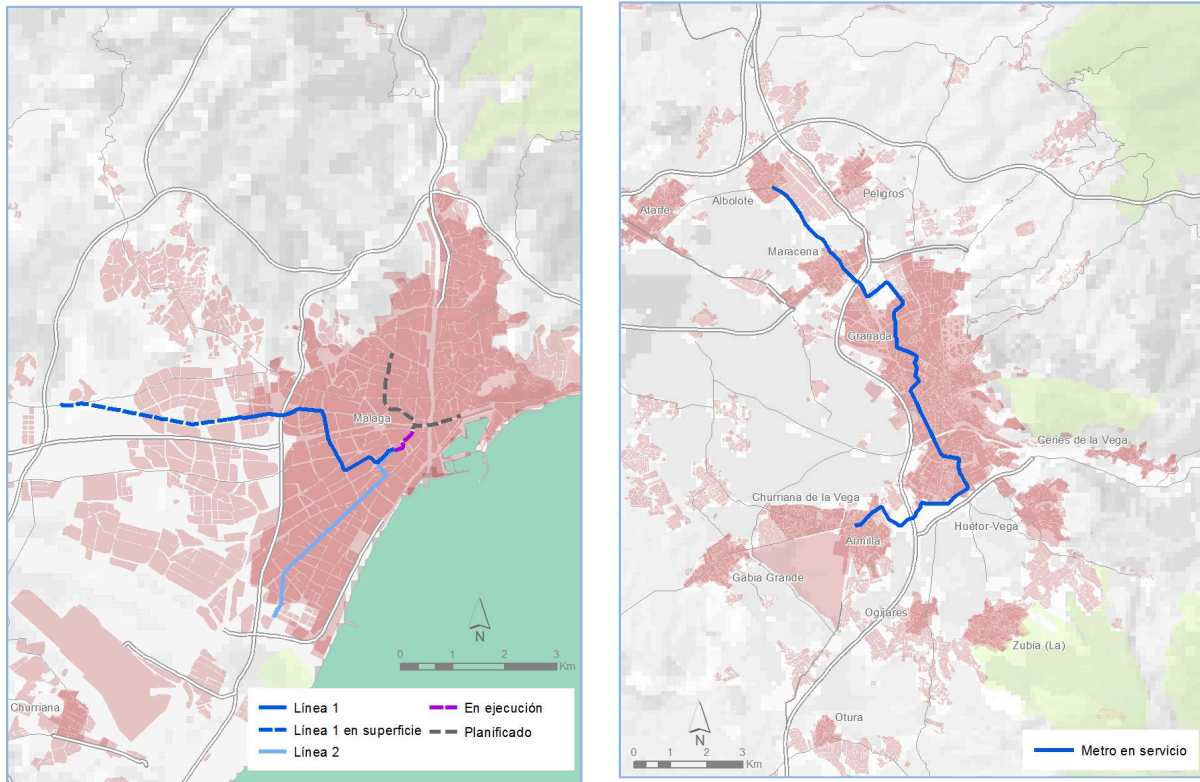 Málaga
Churriana
N
0 1 2 3
Km
Línea 1
Línea 1 en superficie
Línea 2
En ejecución
Planificado
Albolote
Peligros
Atarfe
Maracena
Granada
Cenes de la Vega
Churriana de la Vega
Huétor-Vega
Armilla
Gabia Grande
Ogíjares
Zubia (La)
Otura
N
0 1 2 3
Km
Metro en servicio